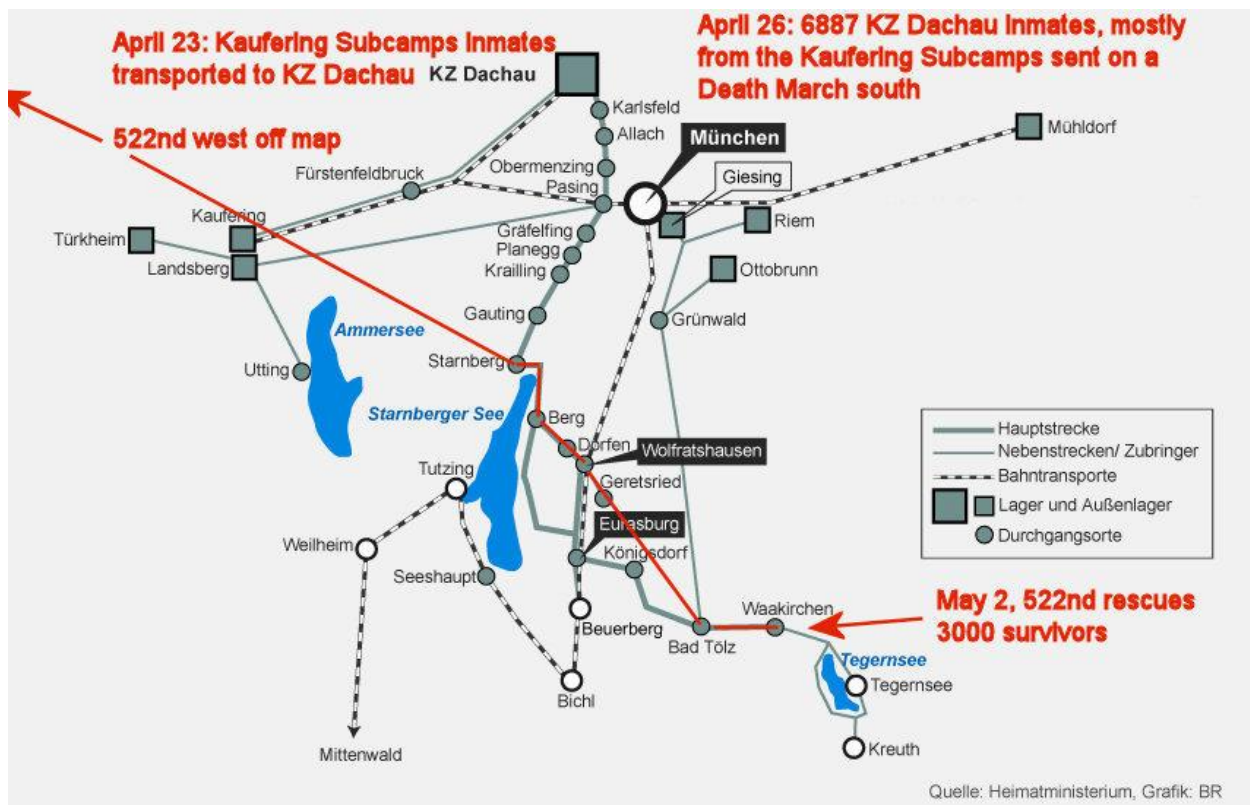 April 23: Kaufering Subcamps Inmates
transported to KZ Dachau
KZ Dachau
April 26: 6887 KZ Dachau Inmates, mostly
from the Kaufering Subcamps sent on a
Death March south
522nd west off map
Karlsfeld
Allach
Mühldorf
München
Obermenzing
Fürstenfeldbruck
Giesing
Pasing
Kaufering
Riem
Türkheim
Gräfelfing
Planegg
Landsberg
Krailling
Ottobrunn
Gauting
Grünwald
Ammersee
Starnberg
Utting
Starnberger See
Berg
Dorfen
Wolfratshausen
Tutzing
Geretsried
Eurasburg
Weilheim
Königsdorf
Seeshaupt
Hauptstrecke
Nebenstrecken/ Zubringer
Bahntransporte
Lager und Außenlager
Durchgangsorte
Beuerberg
Waakirchen
May 2, 522nd rescues
3000 survivors
Bad Tölz
Tegernsee
Tegernsee
Bichl
Mittenwald
Kreuth
Quelle: Heimatministerium, Grafik: BR